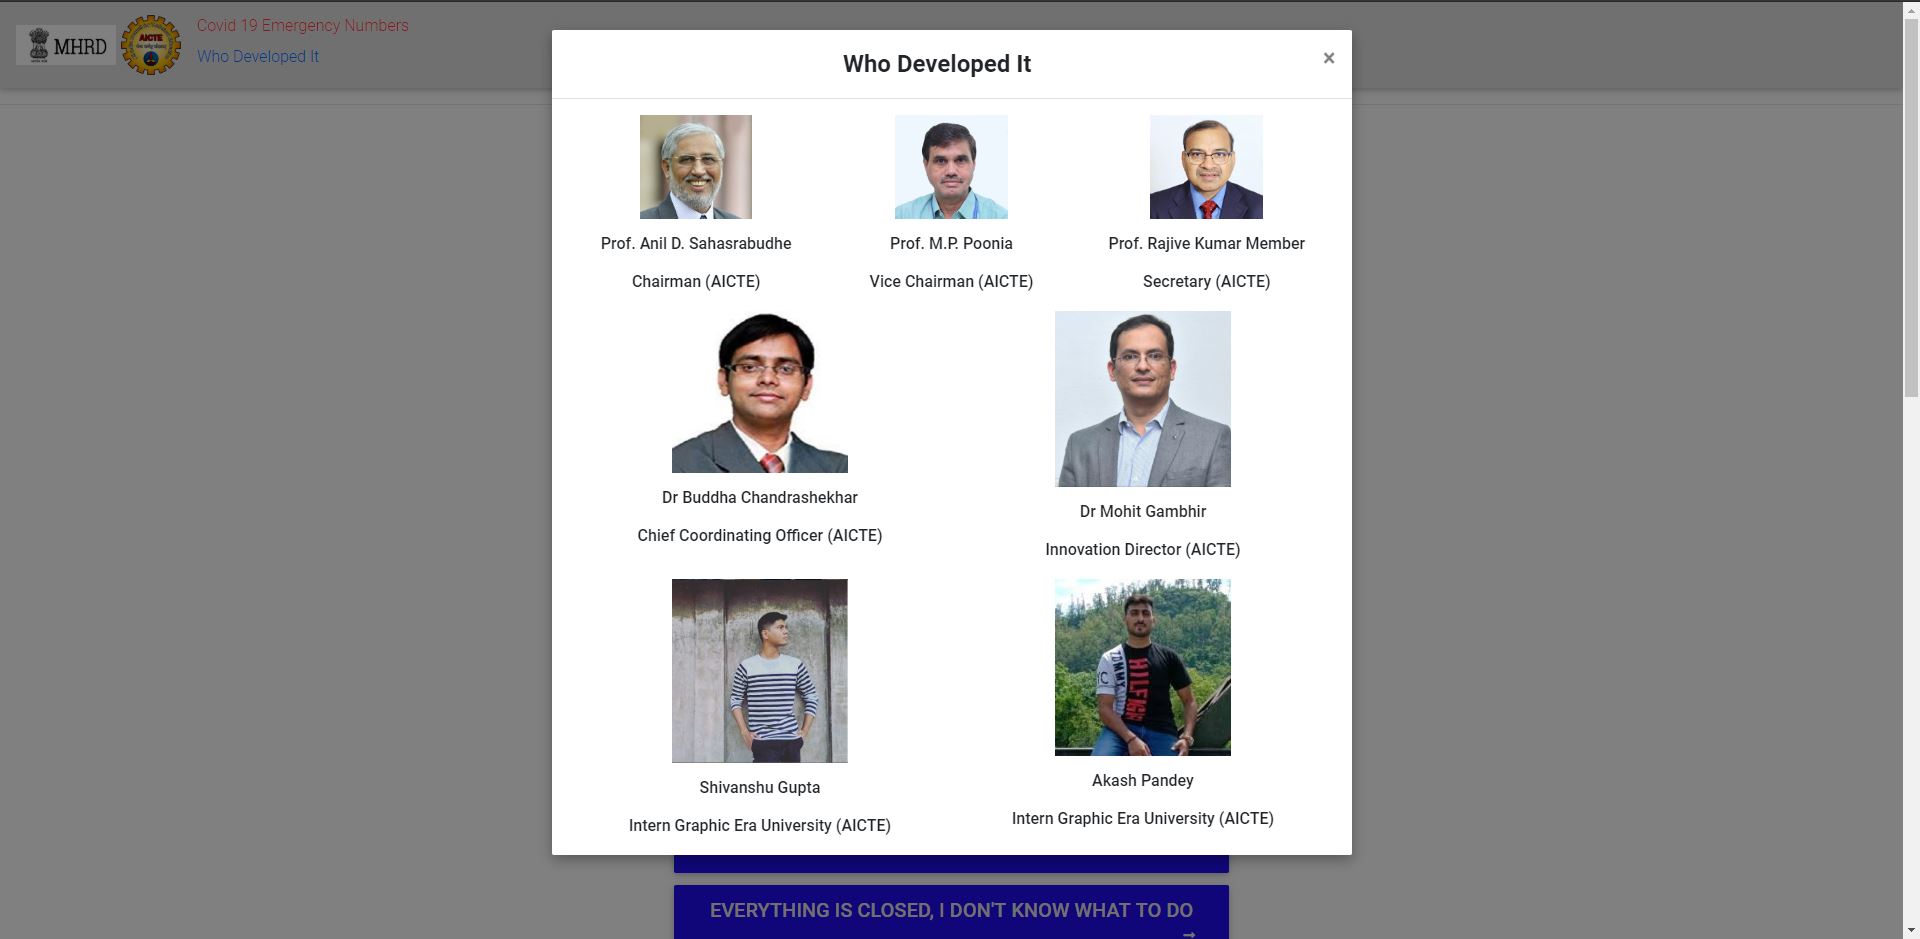 MHRD
AICTE
Covid 19 Emergency Numbers
Who Developed It
Who Developed It
×
Prof. Anil D. Sahasrabudhe
Chairman (AICTE)
Prof. M.P. Poonia
Vice Chairman (AICTE)
Prof. Rajive Kumar Member
Secretary (AICTE)
Dr Buddha Chandrashekhar
Chief Coordinating Officer (AICTE)
Dr Mohit Gambhir
Innovation Director (AICTE)
Shivanshu Gupta
Intern Graphic Era University (AICTE)
Akash Pandey
Intern Graphic Era University (AICTE)
EVERYTHING IS CLOSED, I DON'T KNOW WHAT TO DO
→